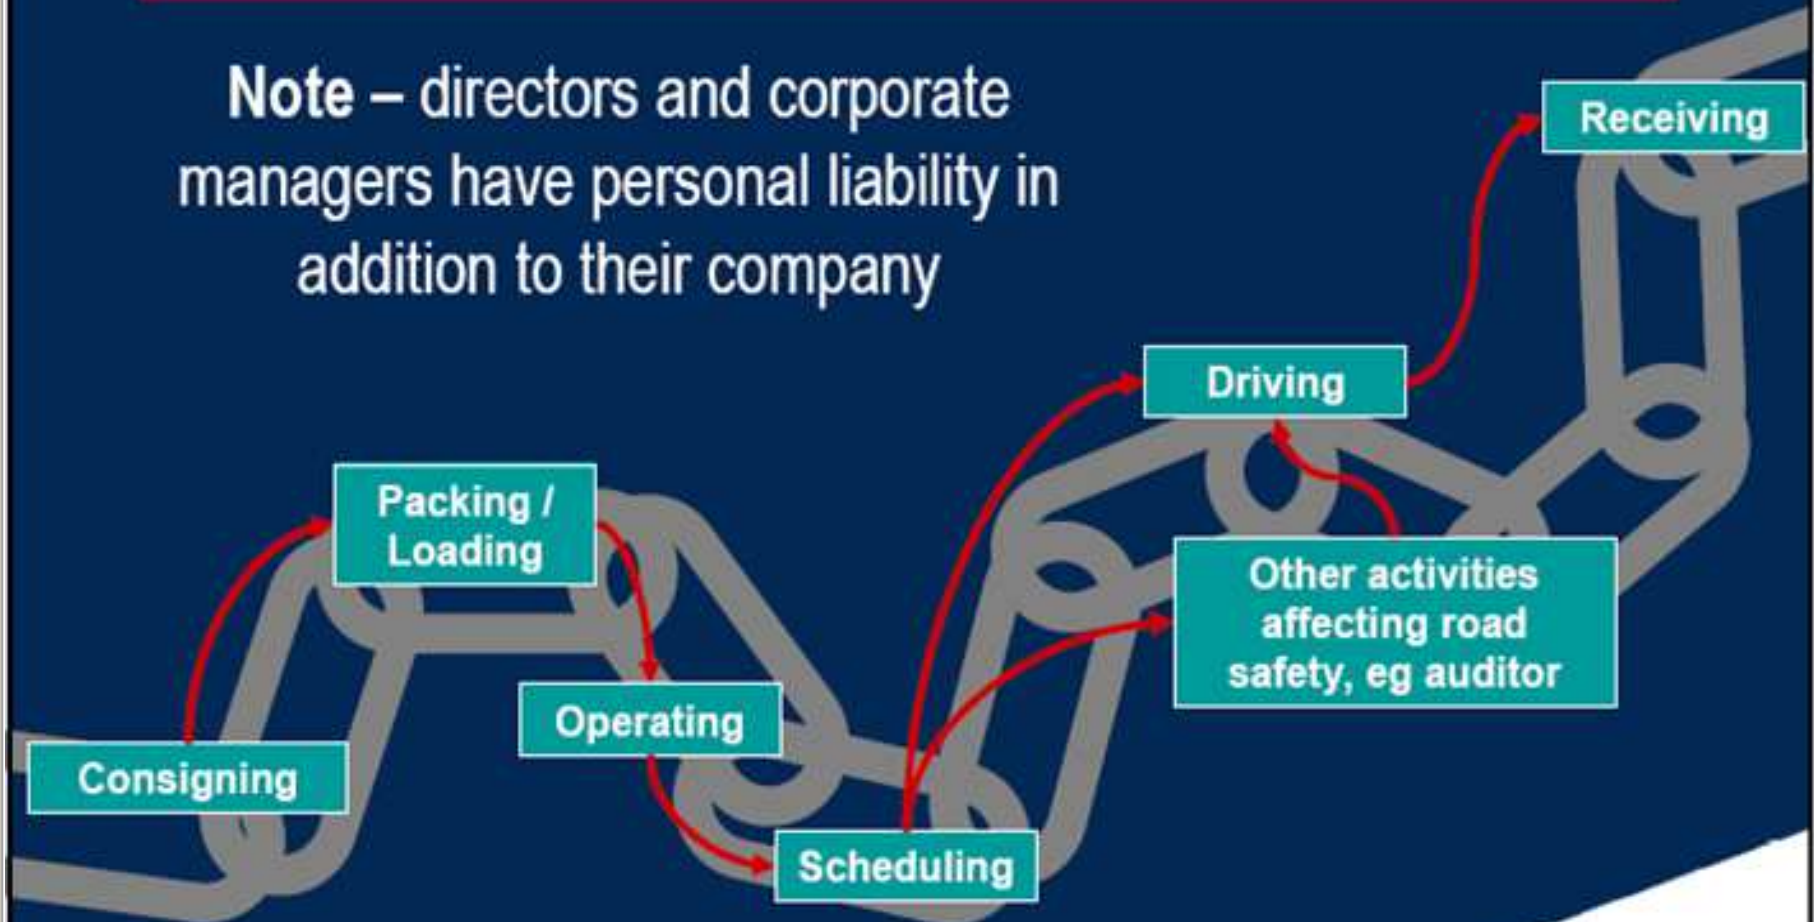 Note – directors and corporate
managers have personal liability in
addition to their company
Receiving
Driving
Packing /
Loading
Other activities
affecting road
safety, eg auditor
Operating
Consigning
Scheduling